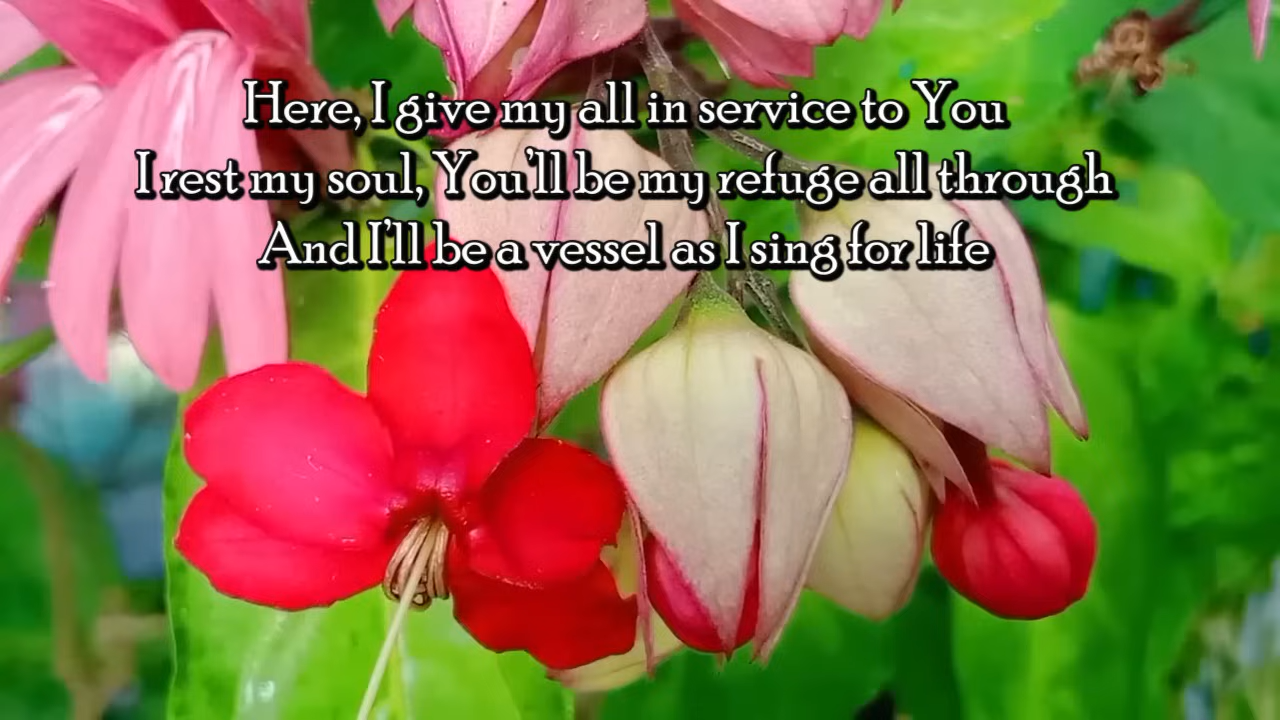 Here, I give my all in service to You
I rest my soul, You'll be my refuge all through
And I'll be a vessel as I sing for life